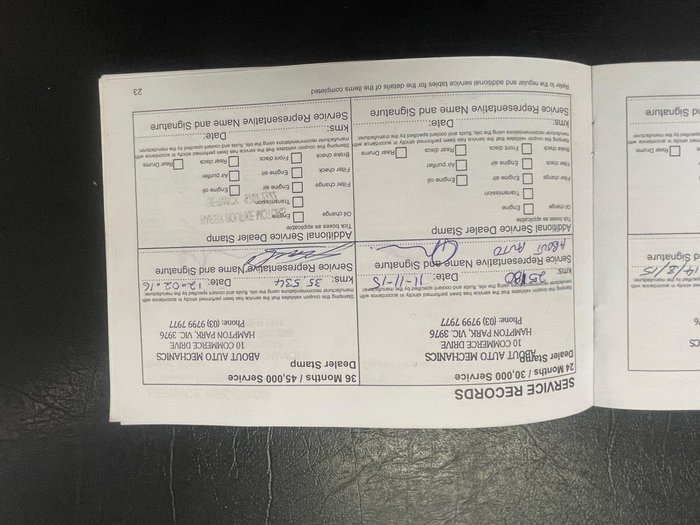 SERVICE RECORDS
24 Months / 30,000 Service
Dealer Stamp
ABOUT AUTO MECHANICS
10 COMMERCE DRIVE
HAMPTON PARK, VIC. 3976
Phone: (03) 9799 7977
Stamping this coupon validates that the service has been performed strictly in accordance with
manufacturer recommendations using the oils, fluids and coolant specified by the manufacturer
kms: 25180 Date: 11-11-15
Service Representative Name and Signature
ABOUT AUTO
Additional Service Dealer Stamp
Tick boxes as applicable
Oil change Engine
Transmission
Filter change Engine air Engine oil
Filter check Engine air Air purifier
Brake check Front discs Rear discs Rear Drums
Stamping this coupon validates that the service has been performed strictly in accordance with
manufacturer recommendations using the oils, fluids and coolant specified by the manufacturer
kms: Date:
Service Representative Name and Signature
36 Months / 45,000 Service
Dealer Stamp
ABOUT AUTO MECHANICS
10 COMMERCE DRIVE
HAMPTON PARK, VIC. 3976
Phone: (03) 9799 7977
Stamping this coupon validates that the service has been performed strictly in accordance with
manufacturer recommendations using the oils, fluids and coolant specified by the manufacturer
kms: 35534 Date: 12-02-16
Service Representative Name and Signature
Additional Service Dealer Stamp
Tick boxes as applicable
Oil change Engine
Transmission
Filter change Engine air Engine oil
Filter check Engine air Air purifier
Brake check Front discs Rear discs Rear Drums
Stamping this coupon validates that the service has been performed strictly in accordance with
manufacturer recommendations using the oils, fluids and coolant specified by the manufacturer
kms: Date:
Service Representative Name and Signature
Refer to the regular and additional service tables for the details of the items completed
23
14/8/15
Rear Drums